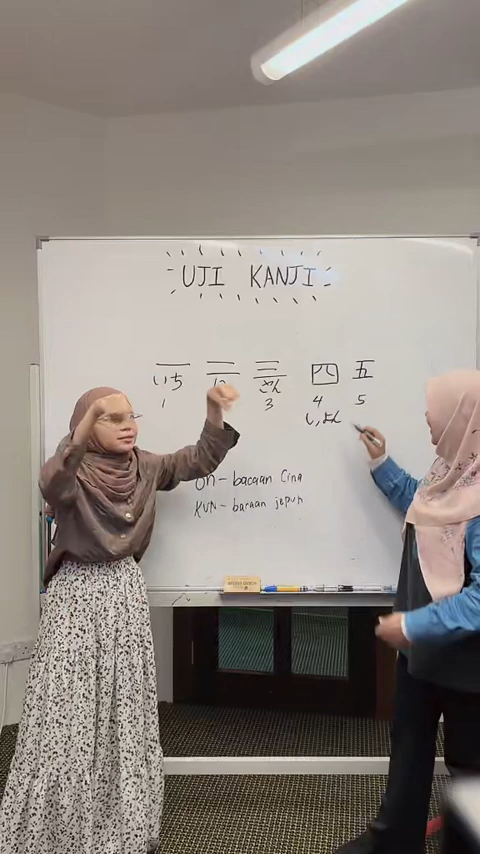 UJI KANJI
一 二 三 四 五
いち に さん
1 3 4 5
し,よん
On - bacaan Cina
KUN - bacaan jepun